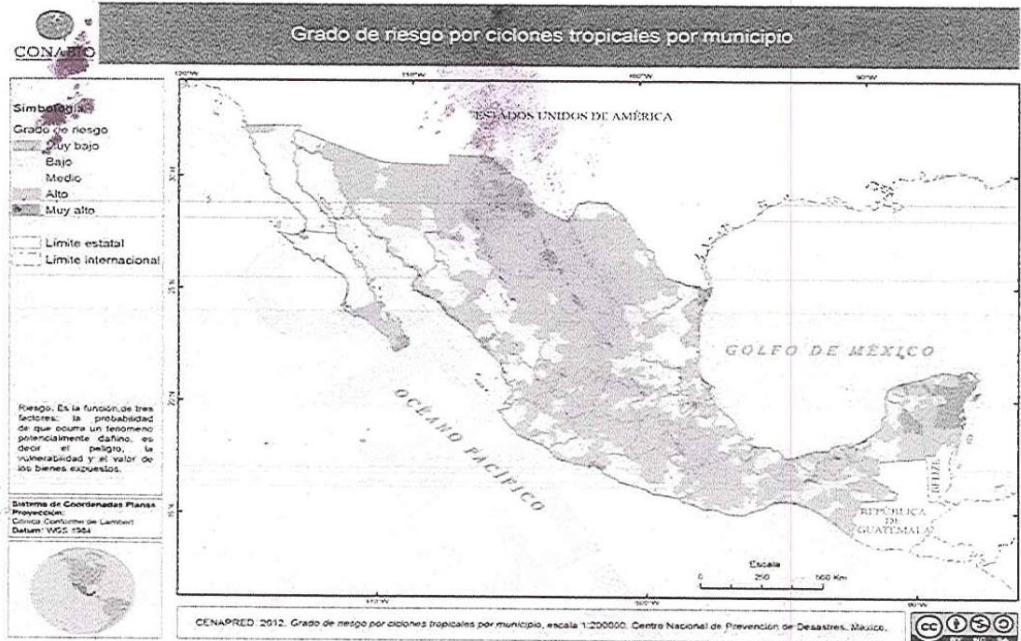 CONABIO
Grado de riesgo por ciclones tropicales por municipio
120°W
110°W
100°W
90°W
Simbología
Grado de riesgo
Muy bajo
Bajo
Medio
Alto
Muy alto
Límite estatal
Límite internacional
ESTADOS UNIDOS DE AMÉRICA
GOLFO DE MÉXICO
OCÉANO PACÍFICO
BELIZE
REPÚBLICA
DE
GUATEMALA
Riesgo. Es la función de tres
factores: la probabilidad
de que ocurra un fenómeno
potencialmente dañino, es
decir el peligro, la
vulnerabilidad y el valor de
los bienes expuestos.
Sistema de Coordenadas Planas
Proyección:
Cónica Conforme de Lambert
Datum: WGS 1984
Escala
0 250 500 Km
CENAPRED. 2012. Grado de riesgo por ciclones tropicales por municipio, escala 1:200000. Centro Nacional de Prevención de Desastres, México.
CC